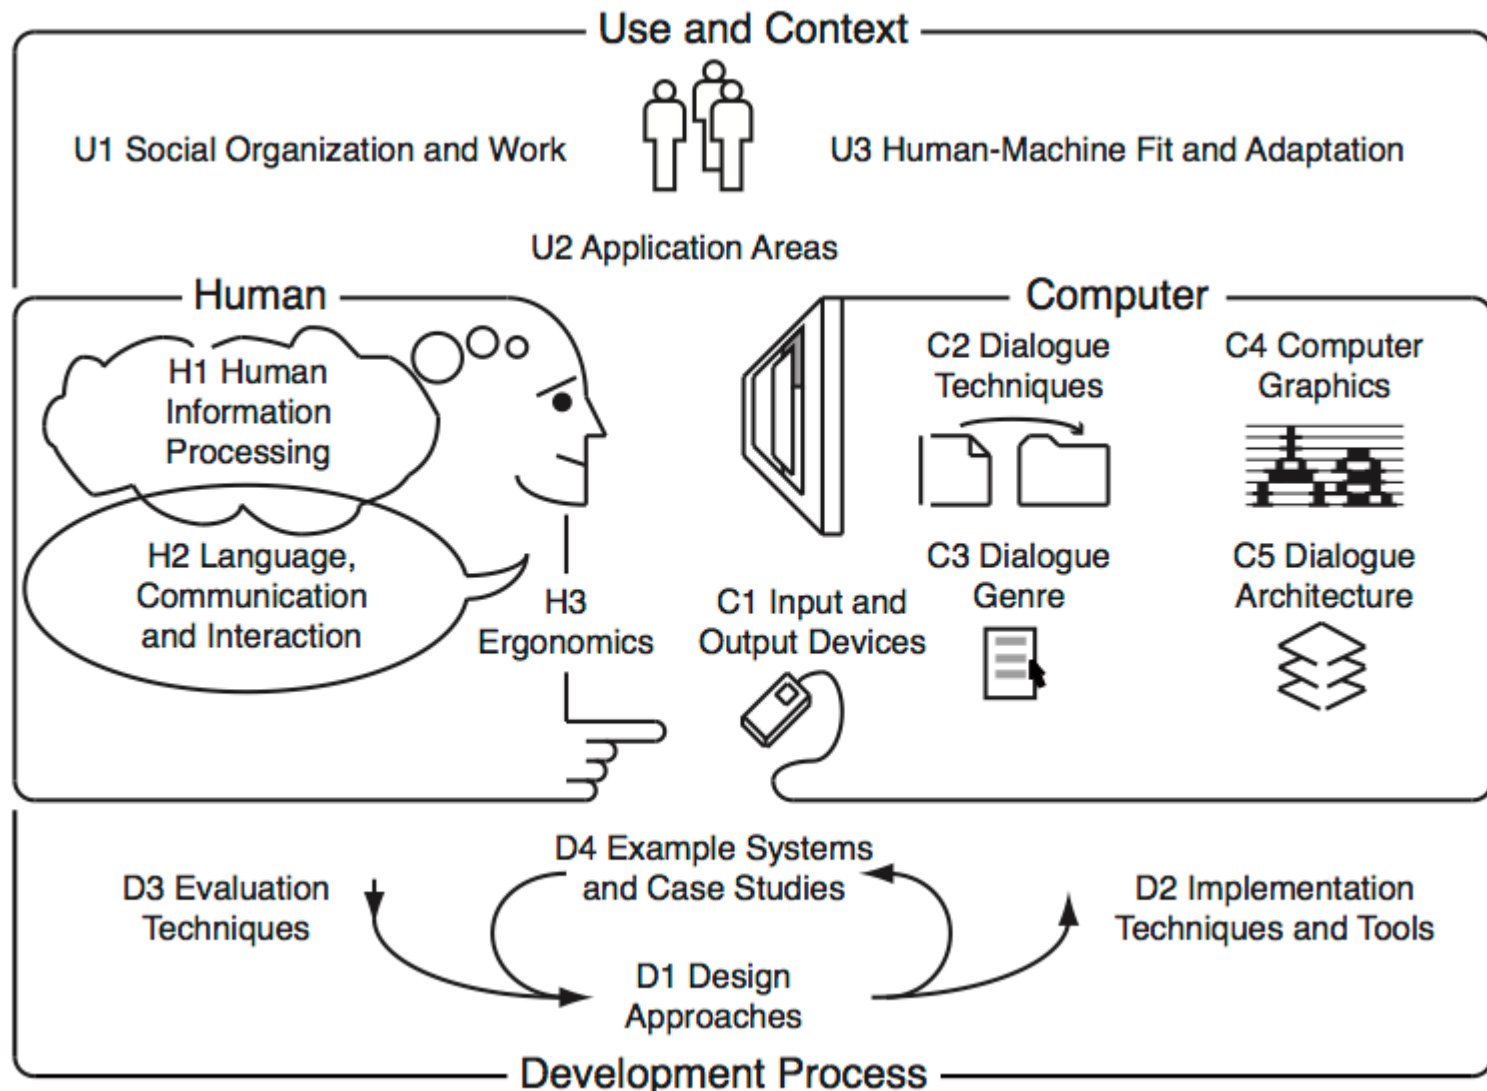 Use and Context
U1 Social Organization and Work
U3 Human-Machine Fit and Adaptation
U2 Application Areas
Human
H1 Human
Information
Processing
H2 Language,
Communication
and Interaction
H3
Ergonomics
Computer
C1 Input and
Output Devices
C2 Dialogue
Techniques
C4 Computer
Graphics
C3 Dialogue
Genre
C5 Dialogue
Architecture
D3 Evaluation
Techniques
D4 Example Systems
and Case Studies
D1 Design
Approaches
D2 Implementation
Techniques and Tools
Development Process